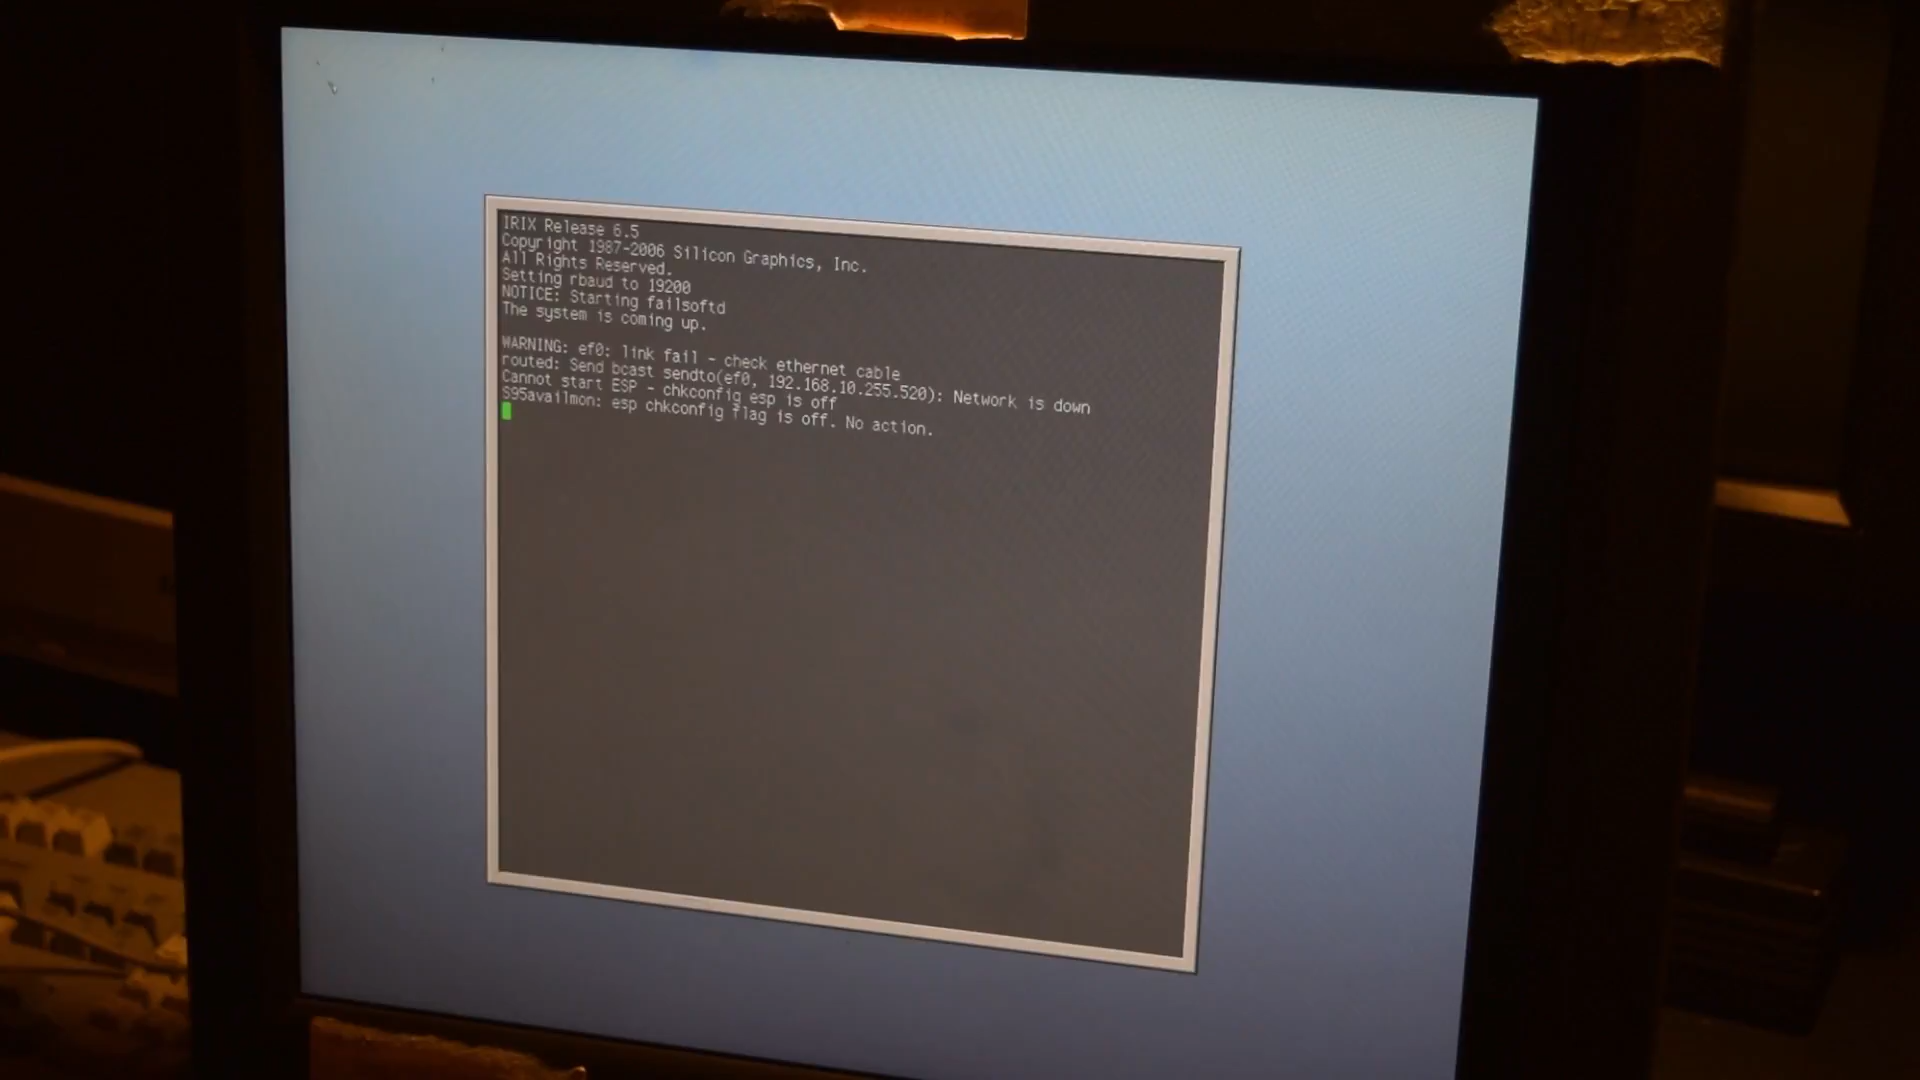 IRIX Release 6.5
Copyright 1987-2006 Silicon Graphics, Inc.
All Rights Reserved.
Setting rbaud to 19200
NOTICE: Starting failsoftd
The system is coming up.
WARNING: ef0: link fail - check ethernet cable
routed: Send bcast sendto(ef0, 192.168.10.255.520): Network is down
Cannot start ESP - chkconfig esp is off
S95availmon: esp chkconfig flag is off. No action.